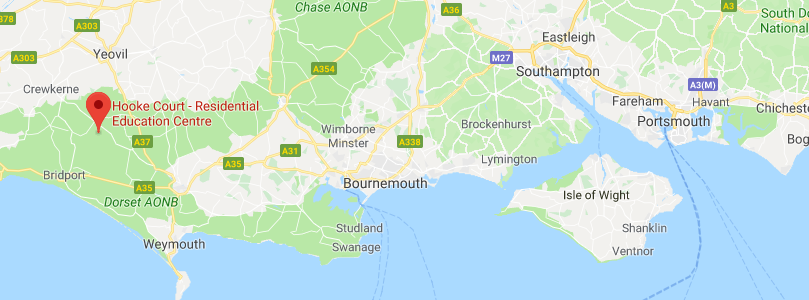 378
A303
Yeovil
A303
Crewkerne
Hooke Court - Residential
Education Centre
A37
Bridport
A35
Dorset AONB
Weymouth
Chase AONB
A354
Wimborne
Minster
A31
A35
A338
Bournemouth
Studland
Swanage
A36
M27
Eastleigh
Southampton
Brockenhurst
Lymington
Isle of Wight
Shanklin
Ventnor
A3
South Do
National
A3(M)
Fareham
Havant
Portsmouth
Chichest
Bog